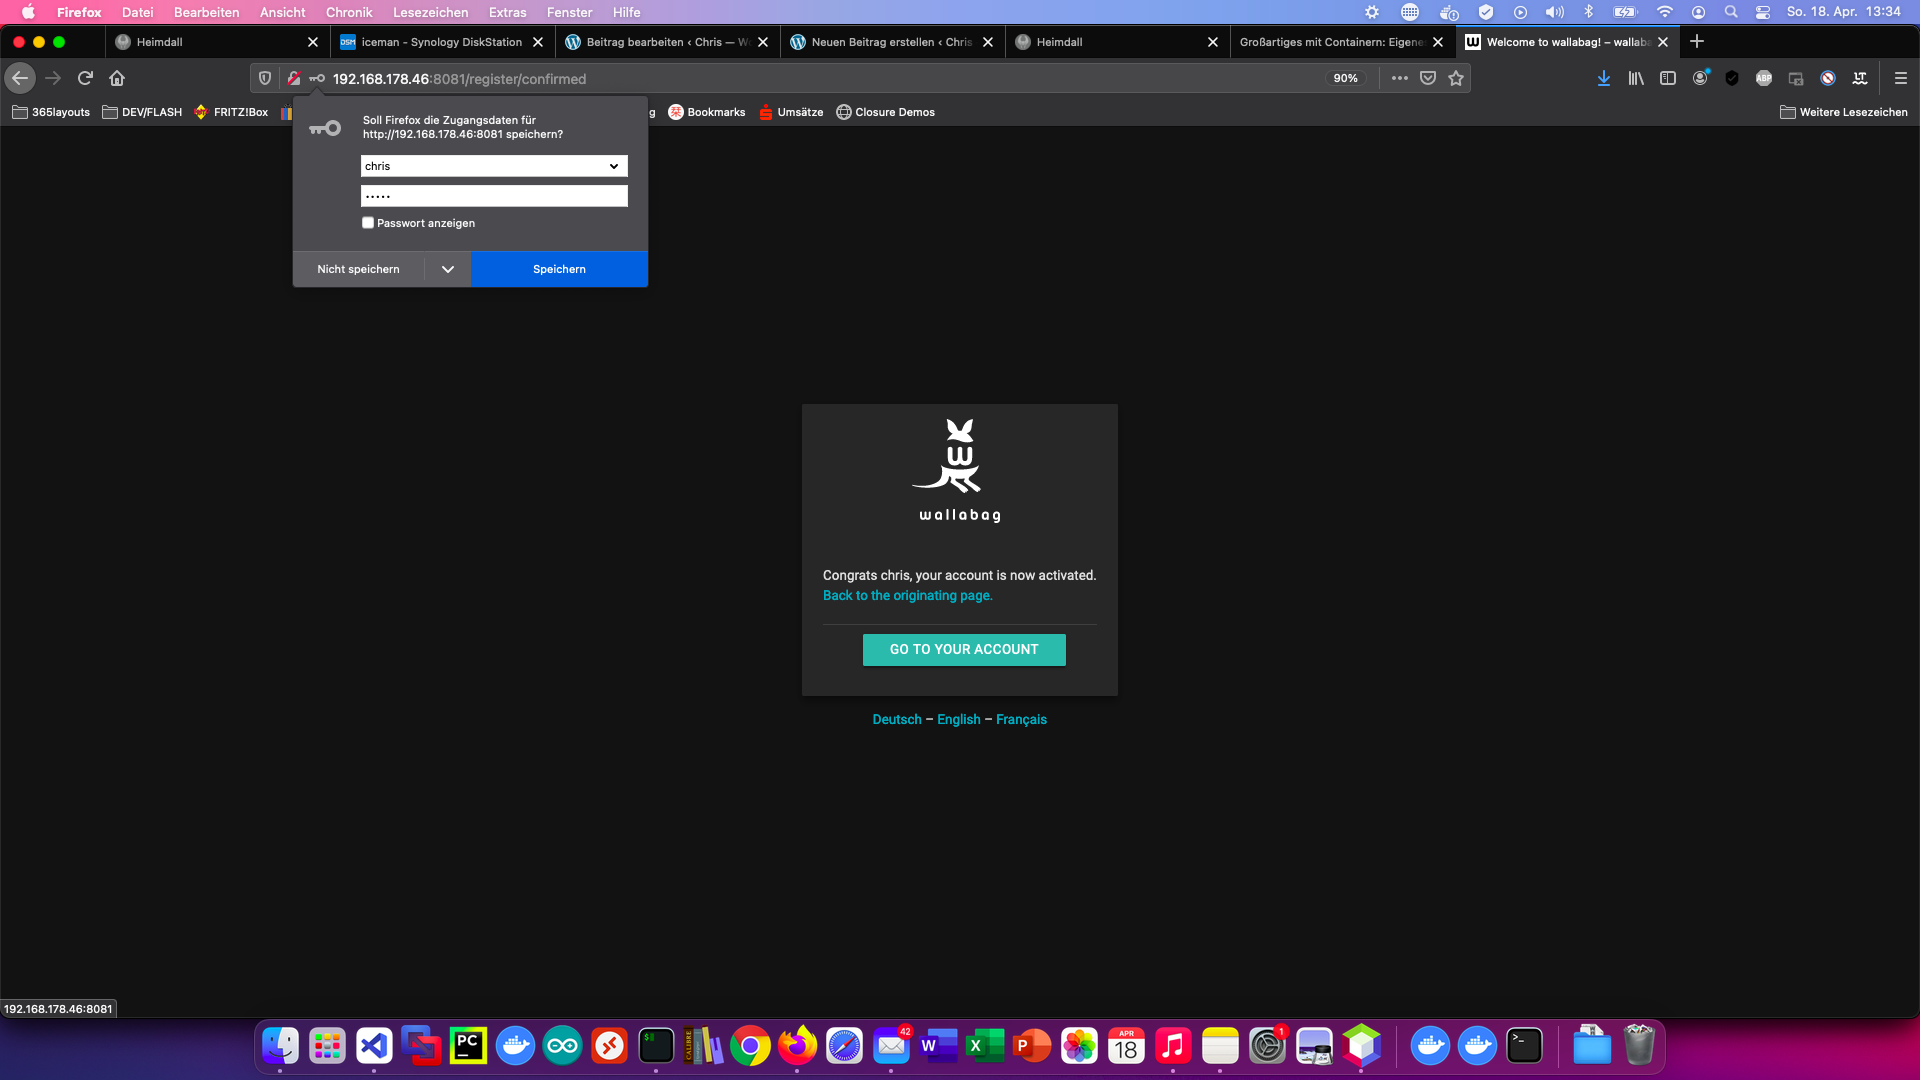 Firefox Datei Bearbeiten Ansicht Chronik Lesezeichen Extras Fenster Hilfe So. 18. Apr. 13:34
Heimdall iceman - Synology DiskStation Beitrag bearbeiten ‹ Chris — Wo Neuen Beitrag erstellen ‹ Chris Heimdall Großartiges mit Containern: Eigene Welcome to wallabag! – wallaba
192.168.178.46:8081/register/confirmed 90%
365layouts DEV/FLASH FRITZ!Box g Bookmarks Umsätze Closure Demos Weitere Lesezeichen
Soll Firefox die Zugangsdaten für
http://192.168.178.46:8081 speichern?
chris
•••••
Passwort anzeigen
Nicht speichern Speichern
w
wallabag
Congrats chris, your account is now activated.
Back to the originating page.
GO TO YOUR ACCOUNT
Deutsch – English – Français
192.168.178.46:8081
42
1
APR
18